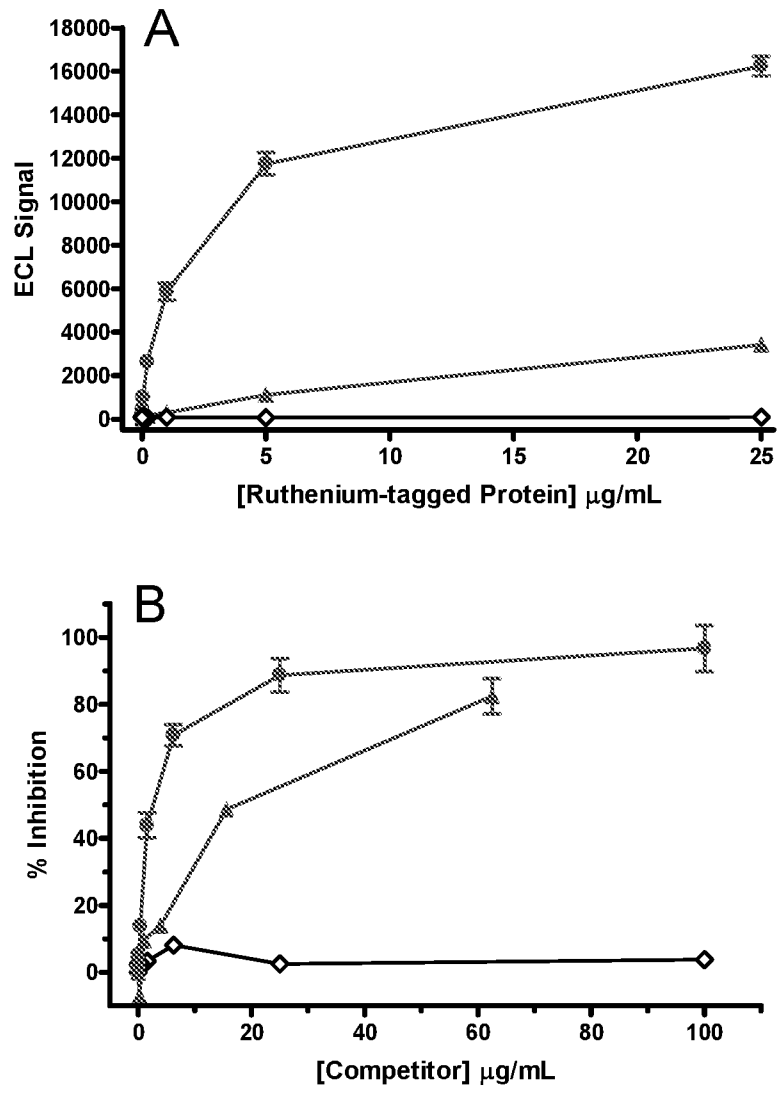 A
18000
16000
14000
12000
10000
8000
6000
4000
2000
0
ECL Signal
0 5 10 15 20 25
[Ruthenium-tagged Protein] μg/mL
B
100
80
60
40
20
0
% Inhibition
0 20 40 60 80 100
[Competitor] μg/mL